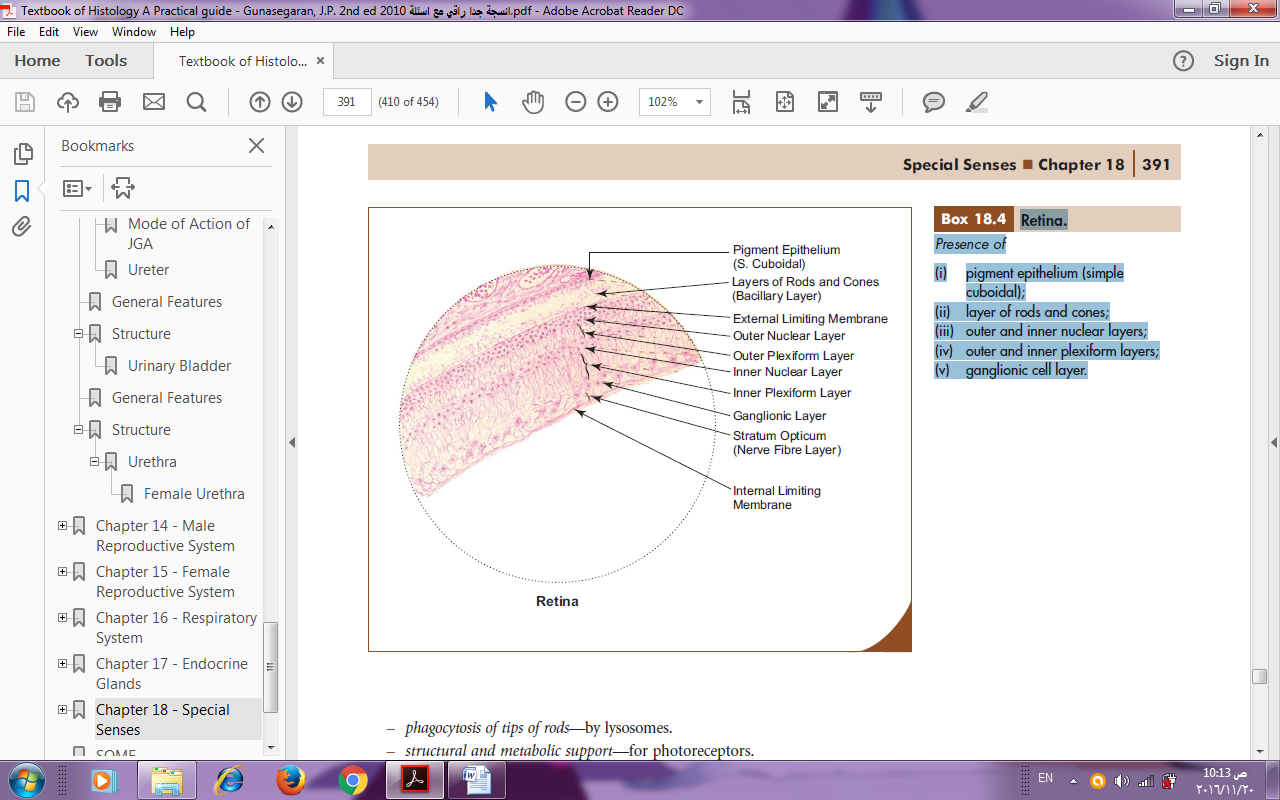 Textbook of Histology A Practical guide - Gunasegaran, J.P. 2nd ed 2010 انسجة جدا راقي مع اسئلة.pdf - Adobe Acrobat Reader DC
File Edit View Window Help
Home Tools Textbook of Histolo... × ? Sign In
391 (410 of 454) 102%
Bookmarks
Mode of Action of
JGA
Ureter
General Features
Structure
Urinary Bladder
General Features
Structure
Urethra
Female Urethra
Chapter 14 - Male
Reproductive System
Chapter 15 - Female
Reproductive System
Chapter 16 - Respiratory
System
Chapter 17 - Endocrine
Glands
Chapter 18 - Special
Senses
SOME
Special Senses ■ Chapter 18 391
Pigment Epithelium
(S. Cuboidal)
Layers of Rods and Cones
(Bacillary Layer)
External Limiting Membrane
Outer Nuclear Layer
Outer Plexiform Layer
Inner Nuclear Layer
Inner Plexiform Layer
Ganglionic Layer
Stratum Opticum
(Nerve Fibre Layer)
Internal Limiting
Membrane
Retina
Box 18.4 Retina.
Presence of
(i) pigment epithelium (simple
cuboidal);
(ii) layer of rods and cones;
(iii) outer and inner nuclear layers;
(iv) outer and inner plexiform layers;
(v) ganglionic cell layer.
– phagocytosis of tips of rods—by lysosomes.
– structural and metabolic support—for photoreceptors.
EN
10:13 ص
٢٠١٦/١١/٢٠